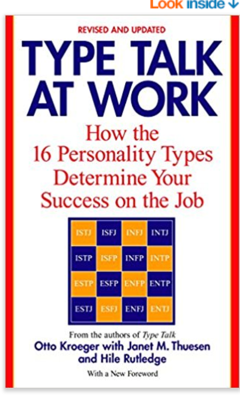 Look inside
REVISED AND UPDATED
TYPE TALK
AT WORK
How the
16 Personality Types
Determine Your
Success on the Job
ISTJ ISFJ INFJ INTJ
ISTP ISFP INFP INTP
ESTP ESFP ENFP ENTP
ESTJ ESFJ ENFJ ENTJ
From the authors of Type Talk
Otto Kroeger with Janet M. Thuesen
and Hile Rutledge
With a New Foreword